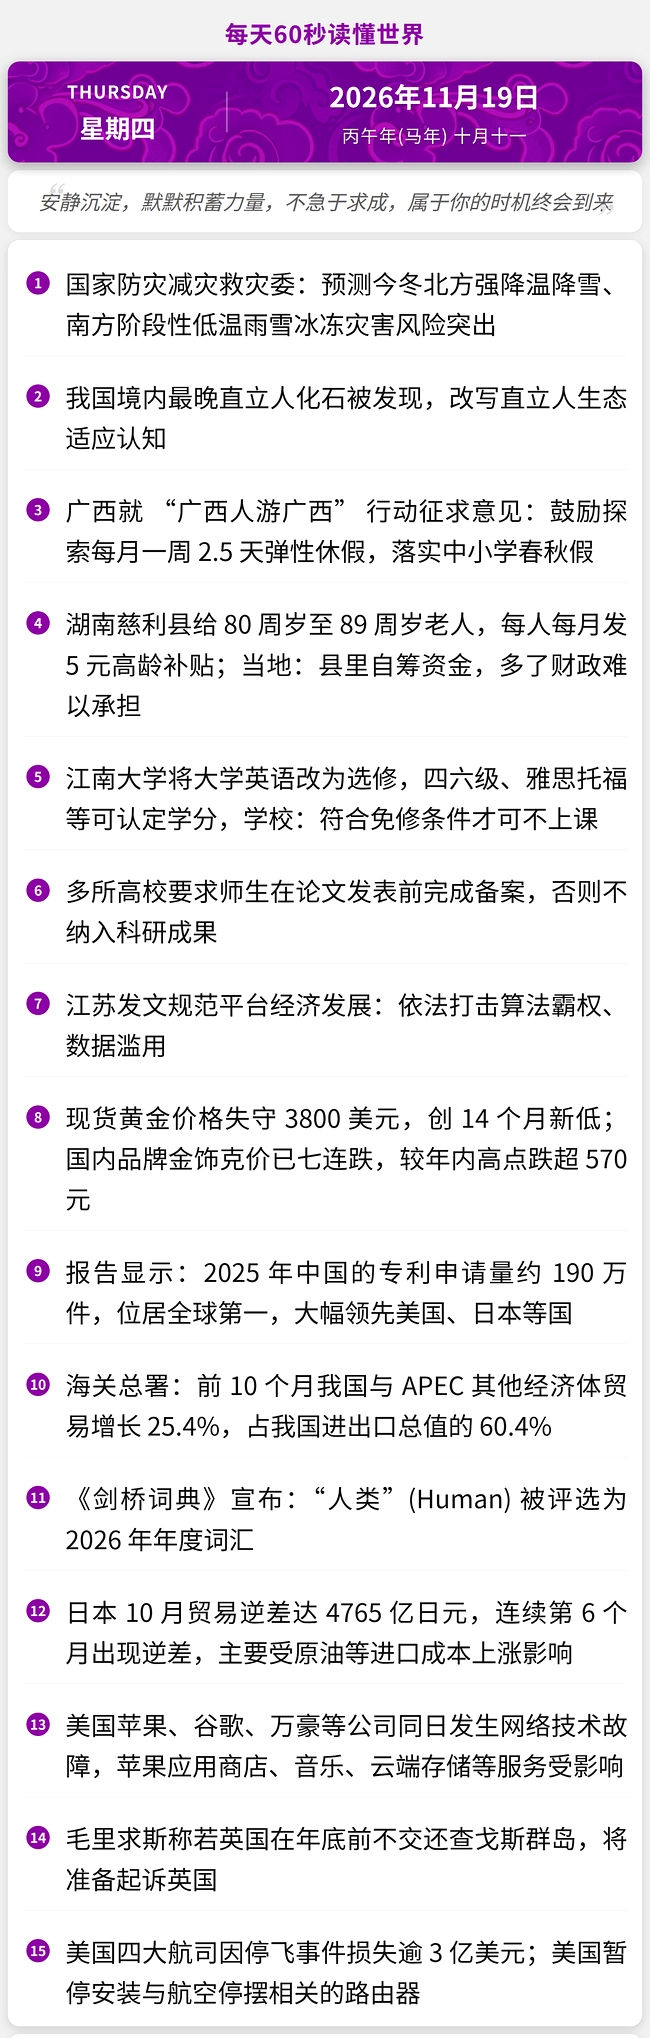 每天60秒读懂世界
THURSDAY
星期四
2026年11月19日
丙午年(马年) 十月十一
“安静沉淀，默默积蓄力量，不急于求成，属于你的时机终会到来”
1 国家防灾减灾救灾委：预测今冬北方强降温降雪、
南方阶段性低温雨雪冰冻灾害风险突出
2 我国境内最晚直立人化石被发现，改写直立人生态
适应认知
3 广西就 “广西人游广西” 行动征求意见：鼓励探
索每月一周 2.5 天弹性休假，落实中小学春秋假
4 湖南慈利县给 80 周岁至 89 周岁老人，每人每月发
5 元高龄补贴；当地：县里自筹资金，多了财政难
以承担
5 江南大学将大学英语改为选修，四六级、雅思托福
等可认定学分，学校：符合免修条件才可不上课
6 多所高校要求师生在论文发表前完成备案，否则不
纳入科研成果
7 江苏发文规范平台经济发展：依法打击算法霸权、
数据滥用
8 现货黄金价格失守 3800 美元，创 14 个月新低；
国内品牌金饰克价已七连跌，较年内高点跌超 570
元
9 报告显示：2025 年中国的专利申请量约 190 万
件，位居全球第一，大幅领先美国、日本等国
10 海关总署：前 10 个月我国与 APEC 其他经济体贸
易增长 25.4%，占我国进出口总值的 60.4%
11 《剑桥词典》宣布：“人类”(Human) 被评选为
2026 年年度词汇
12 日本 10 月贸易逆差达 4765 亿日元，连续第 6 个
月出现逆差，主要受原油等进口成本上涨影响
13 美国苹果、谷歌、万豪等公司同日发生网络技术故
障，苹果应用商店、音乐、云端存储等服务受影响
14 毛里求斯称若英国在年底前不交还查戈斯群岛，将
准备起诉英国
15 美国四大航司因停飞事件损失逾 3 亿美元；美国暂
停安装与航空停摆相关的路由器